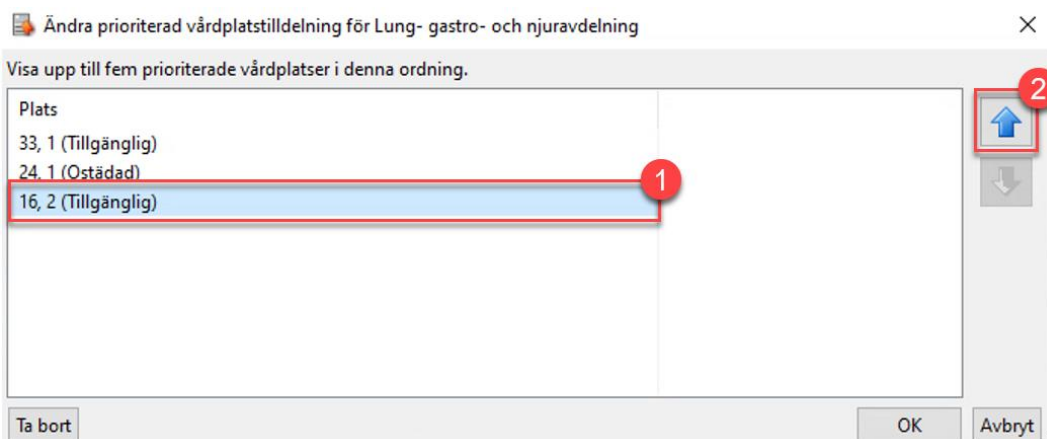 Ändra prioriterad vårdplatstilldelning för Lung- gastro- och njuravdelning
Visa upp till fem prioriterade vårdplatser i denna ordning.
2
Plats
33, 1 (Tillgänglig)
24, 1 (Ostädad)
1
16, 2 (Tillgänglig)
Ta bort
OK
Avbryt